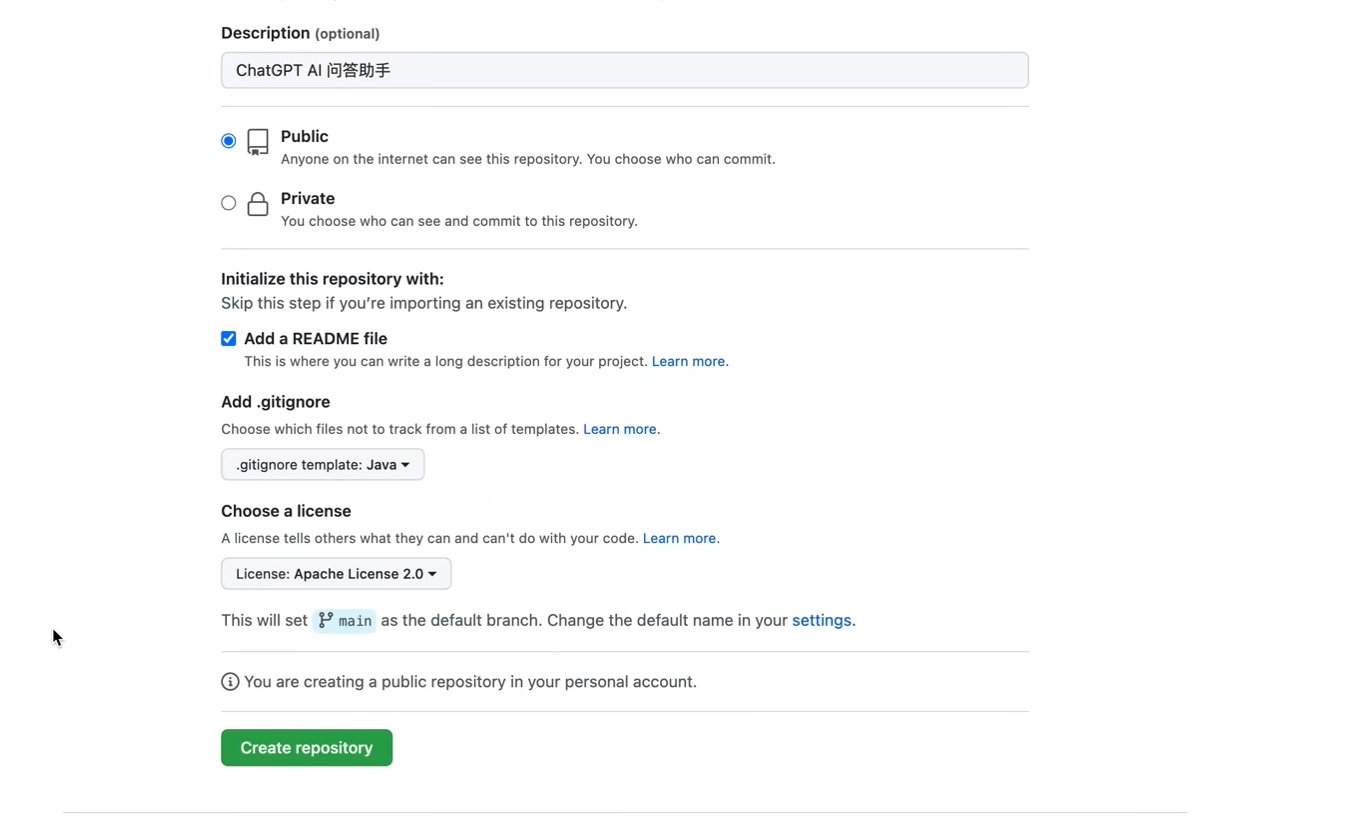 Description (optional)
ChatGPT AI 问答助手
Public
Anyone on the internet can see this repository. You choose who can commit.
Private
You choose who can see and commit to this repository.
Initialize this repository with:
Skip this step if you’re importing an existing repository.
Add a README file
This is where you can write a long description for your project. Learn more.
Add .gitignore
Choose which files not to track from a list of templates. Learn more.
.gitignore template: Java
Choose a license
A license tells others what they can and can't do with your code. Learn more.
License: Apache License 2.0
This will set main as the default branch. Change the default name in your settings.
You are creating a public repository in your personal account.
Create repository